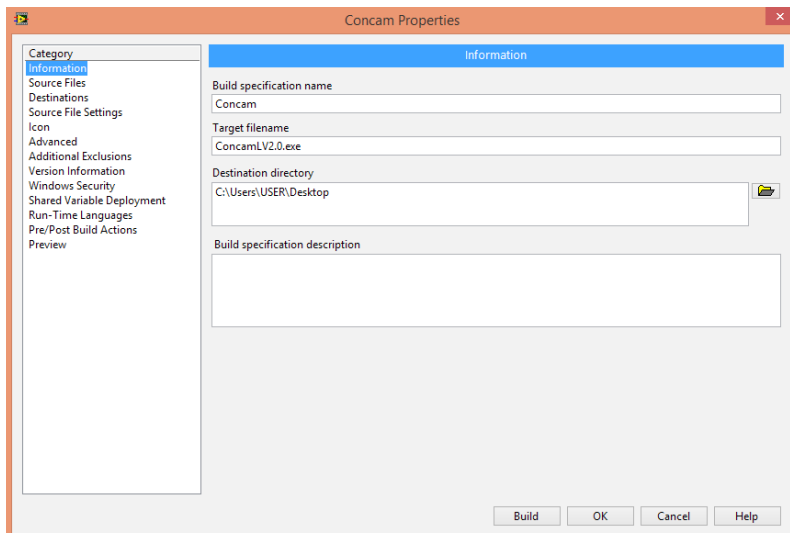 Concam Properties
Category
Information
Source Files
Destinations
Source File Settings
Icon
Advanced
Additional Exclusions
Version Information
Windows Security
Shared Variable Deployment
Run-Time Languages
Pre/Post Build Actions
Preview
Information
Build specification name
Concam
Target filename
ConcamLV2.0.exe
Destination directory
C:\Users\USER\Desktop
Build specification description
Build OK Cancel Help